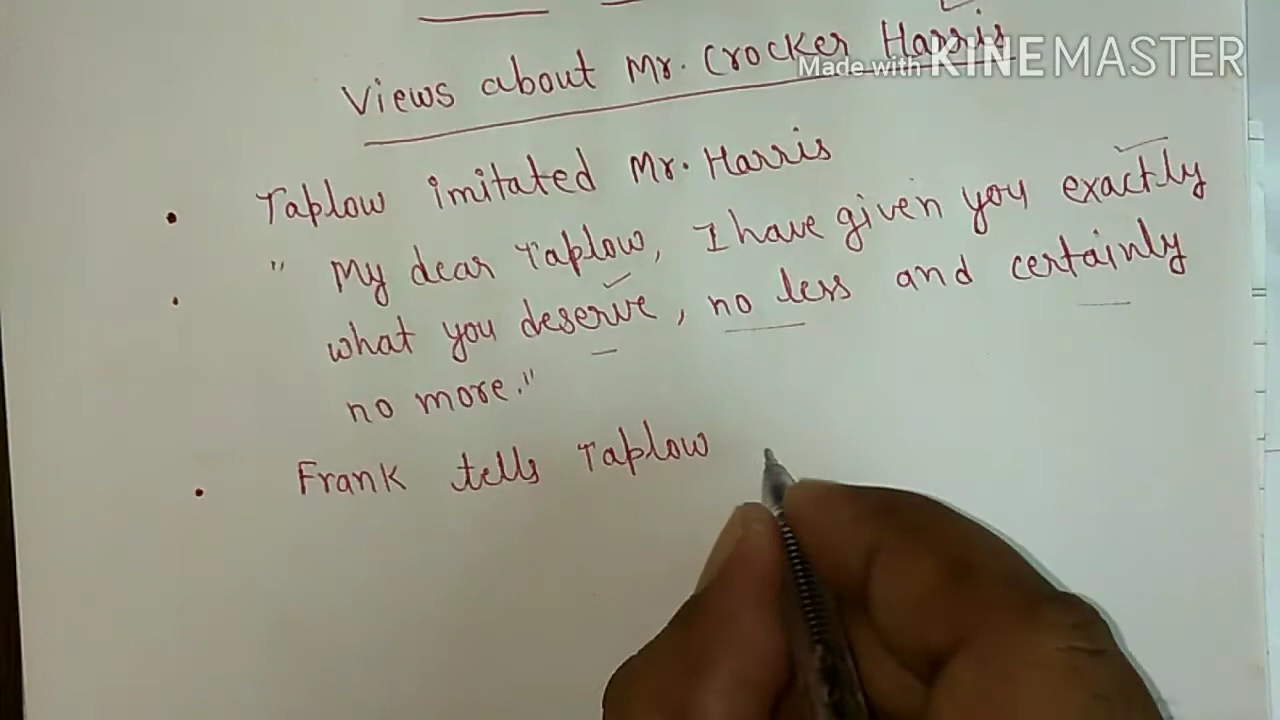 Views about Mr. Crocker Harris
Made with KINEMASTER
• Taplow imitated Mr. Harris
" My dear Taplow, I have given you exactly
what you deserve, no less and certainly
no more."
• Frank tells Taplow